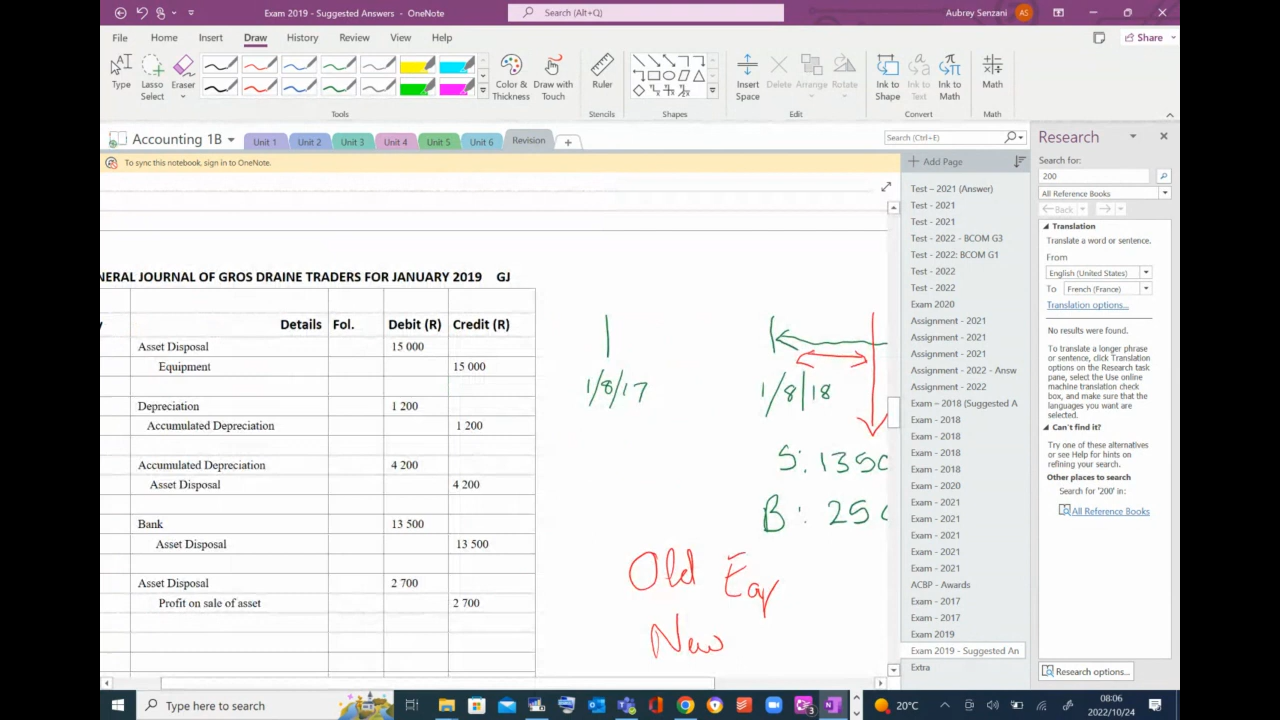 Exam 2019 - Suggested Answers - OneNote
Search (Alt+Q)
Aubrey Senzani
AS
File Home Insert Draw History Review View Help
Share
Type
Lasso Select
Eraser
Color & Thickness
Draw with Touch
Ruler
Insert Space
Delete
Arrange
Rotate
Ink to Shape
Ink to Text
Ink to Math
Math
Tools
Stencils
Shapes
Edit
Convert
Accounting 1B
Unit 1 Unit 2 Unit 3 Unit 4 Unit 5 Unit 6 Revision
Search (Ctrl+E)
To sync this notebook, sign in to OneNote.
NERAL JOURNAL OF GROS DRAINE TRADERS FOR JANUARY 2019 GJ
y Details Fol. Debit (R) Credit (R)
Asset Disposal 15 000
Equipment 15 000
Depreciation 1 200
Accumulated Depreciation 1 200
Accumulated Depreciation 4 200
Asset Disposal 4 200
Bank 13 500
Asset Disposal 13 500
Asset Disposal 2 700
Profit on sale of asset 2 700
1/8/17
1/8/18
S: 1350
B: 250
Old Eq
New
Add Page
Test – 2021 (Answer)
Test - 2021
Test - 2021
Test - 2022 - BCOM G3
Test - 2022: BCOM G1
Test - 2022
Test - 2022
Exam 2020
Assignment - 2021
Assignment - 2021
Assignment - 2021
Assignment - 2022 - Answ
Assignment - 2022
Exam – 2018 (Suggested A
Exam - 2018
Exam - 2018
Exam - 2018
Exam - 2018
Exam - 2020
Exam - 2021
Exam - 2021
Exam - 2021
Exam - 2021
Exam - 2021
ACBP - Awards
Exam - 2017
Exam - 2017
Exam 2019
Exam 2019 - Suggested An
Extra
Research
Search for:
200
All Reference Books
Back
Translation
Translate a word or sentence.
From
English (United States)
To French (France)
Translation options...
No results were found.
To translate a longer phrase
or sentence, click Translation
options on the Research task
pane, select the Use online
machine translation check
box, and make sure that the
languages you want are
selected.
Can't find it?
Try one of these alternatives
or see Help for hints on
refining your search.
Other places to search
Search for '200' in:
All Reference Books
Research options...
Type here to search
3
20°C
08:06
2022/10/24